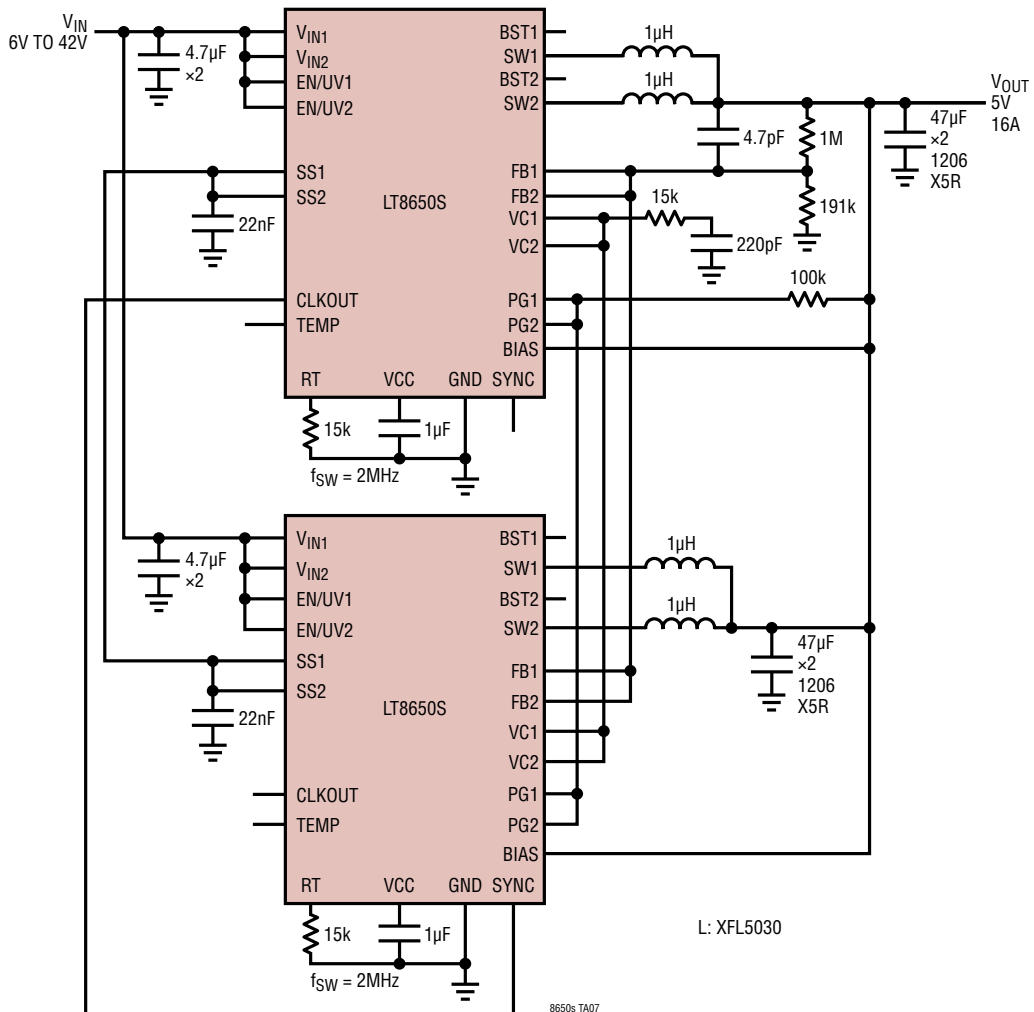 VIN
6V TO 42V
4.7µF
×2
VIN1
VIN2
EN/UV1
EN/UV2
SS1
SS2
22nF
LT8650S
CLKOUT
TEMP
RT
VCC
GND
SYNC
BST1
SW1
BST2
SW2
FB1
FB2
VC1
VC2
PG1
PG2
BIAS
1µH
1µH
4.7pF
1M
191k
15k
220pF
100k
47µF
×2
1206
X5R
VOUT
5V
16A
15k
1µF
fSW = 2MHz
4.7µF
×2
VIN1
VIN2
EN/UV1
EN/UV2
SS1
SS2
22nF
LT8650S
CLKOUT
TEMP
RT
VCC
GND
SYNC
BST1
SW1
BST2
SW2
FB1
FB2
VC1
VC2
PG1
PG2
BIAS
1µH
1µH
47µF
×2
1206
X5R
15k
1µF
fSW = 2MHz
L: XFL5030
8650s TA07